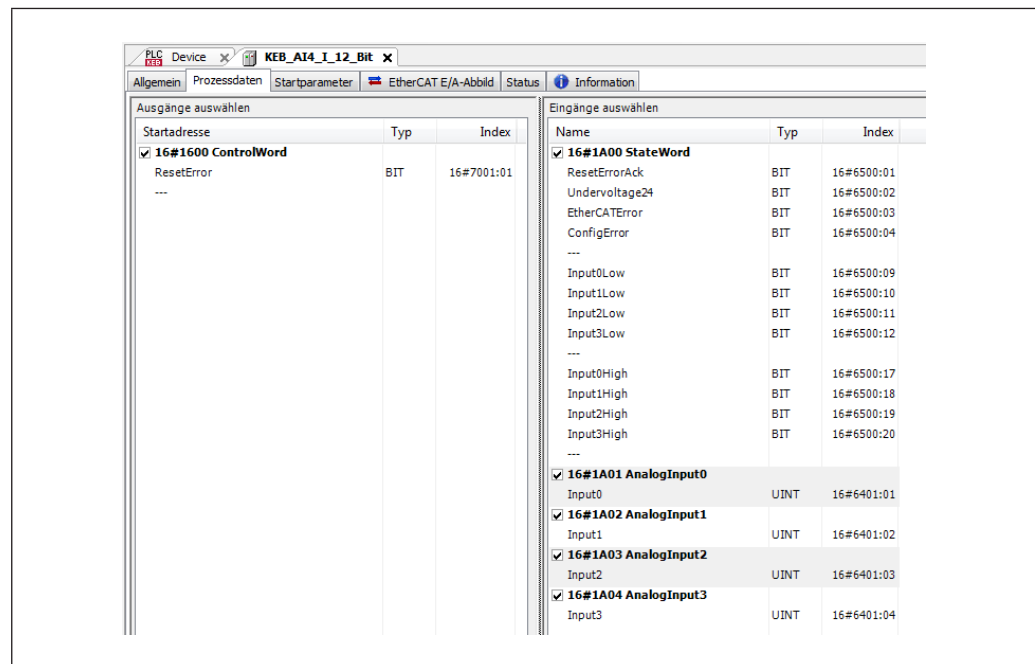 PLC KEB Device x KEB_AI4_I_12_Bit x
Allgemein Prozessdaten Startparameter EtherCAT E/A-Abbild Status Information
Ausgänge auswählen
Startadresse Typ Index
16#1600 ControlWord
ResetError BIT 16#7001:01
---
Eingänge auswählen
Name Typ Index
16#1A00 StateWord
ResetErrorAck BIT 16#6500:01
Undervoltage24 BIT 16#6500:02
EtherCATError BIT 16#6500:03
ConfigError BIT 16#6500:04
---
Input0Low BIT 16#6500:09
Input1Low BIT 16#6500:10
Input2Low BIT 16#6500:11
Input3Low BIT 16#6500:12
---
Input0High BIT 16#6500:17
Input1High BIT 16#6500:18
Input2High BIT 16#6500:19
Input3High BIT 16#6500:20
---
16#1A01 AnalogInput0
Input0 UINT 16#6401:01
16#1A02 AnalogInput1
Input1 UINT 16#6401:02
16#1A03 AnalogInput2
Input2 UINT 16#6401:03
16#1A04 AnalogInput3
Input3 UINT 16#6401:04